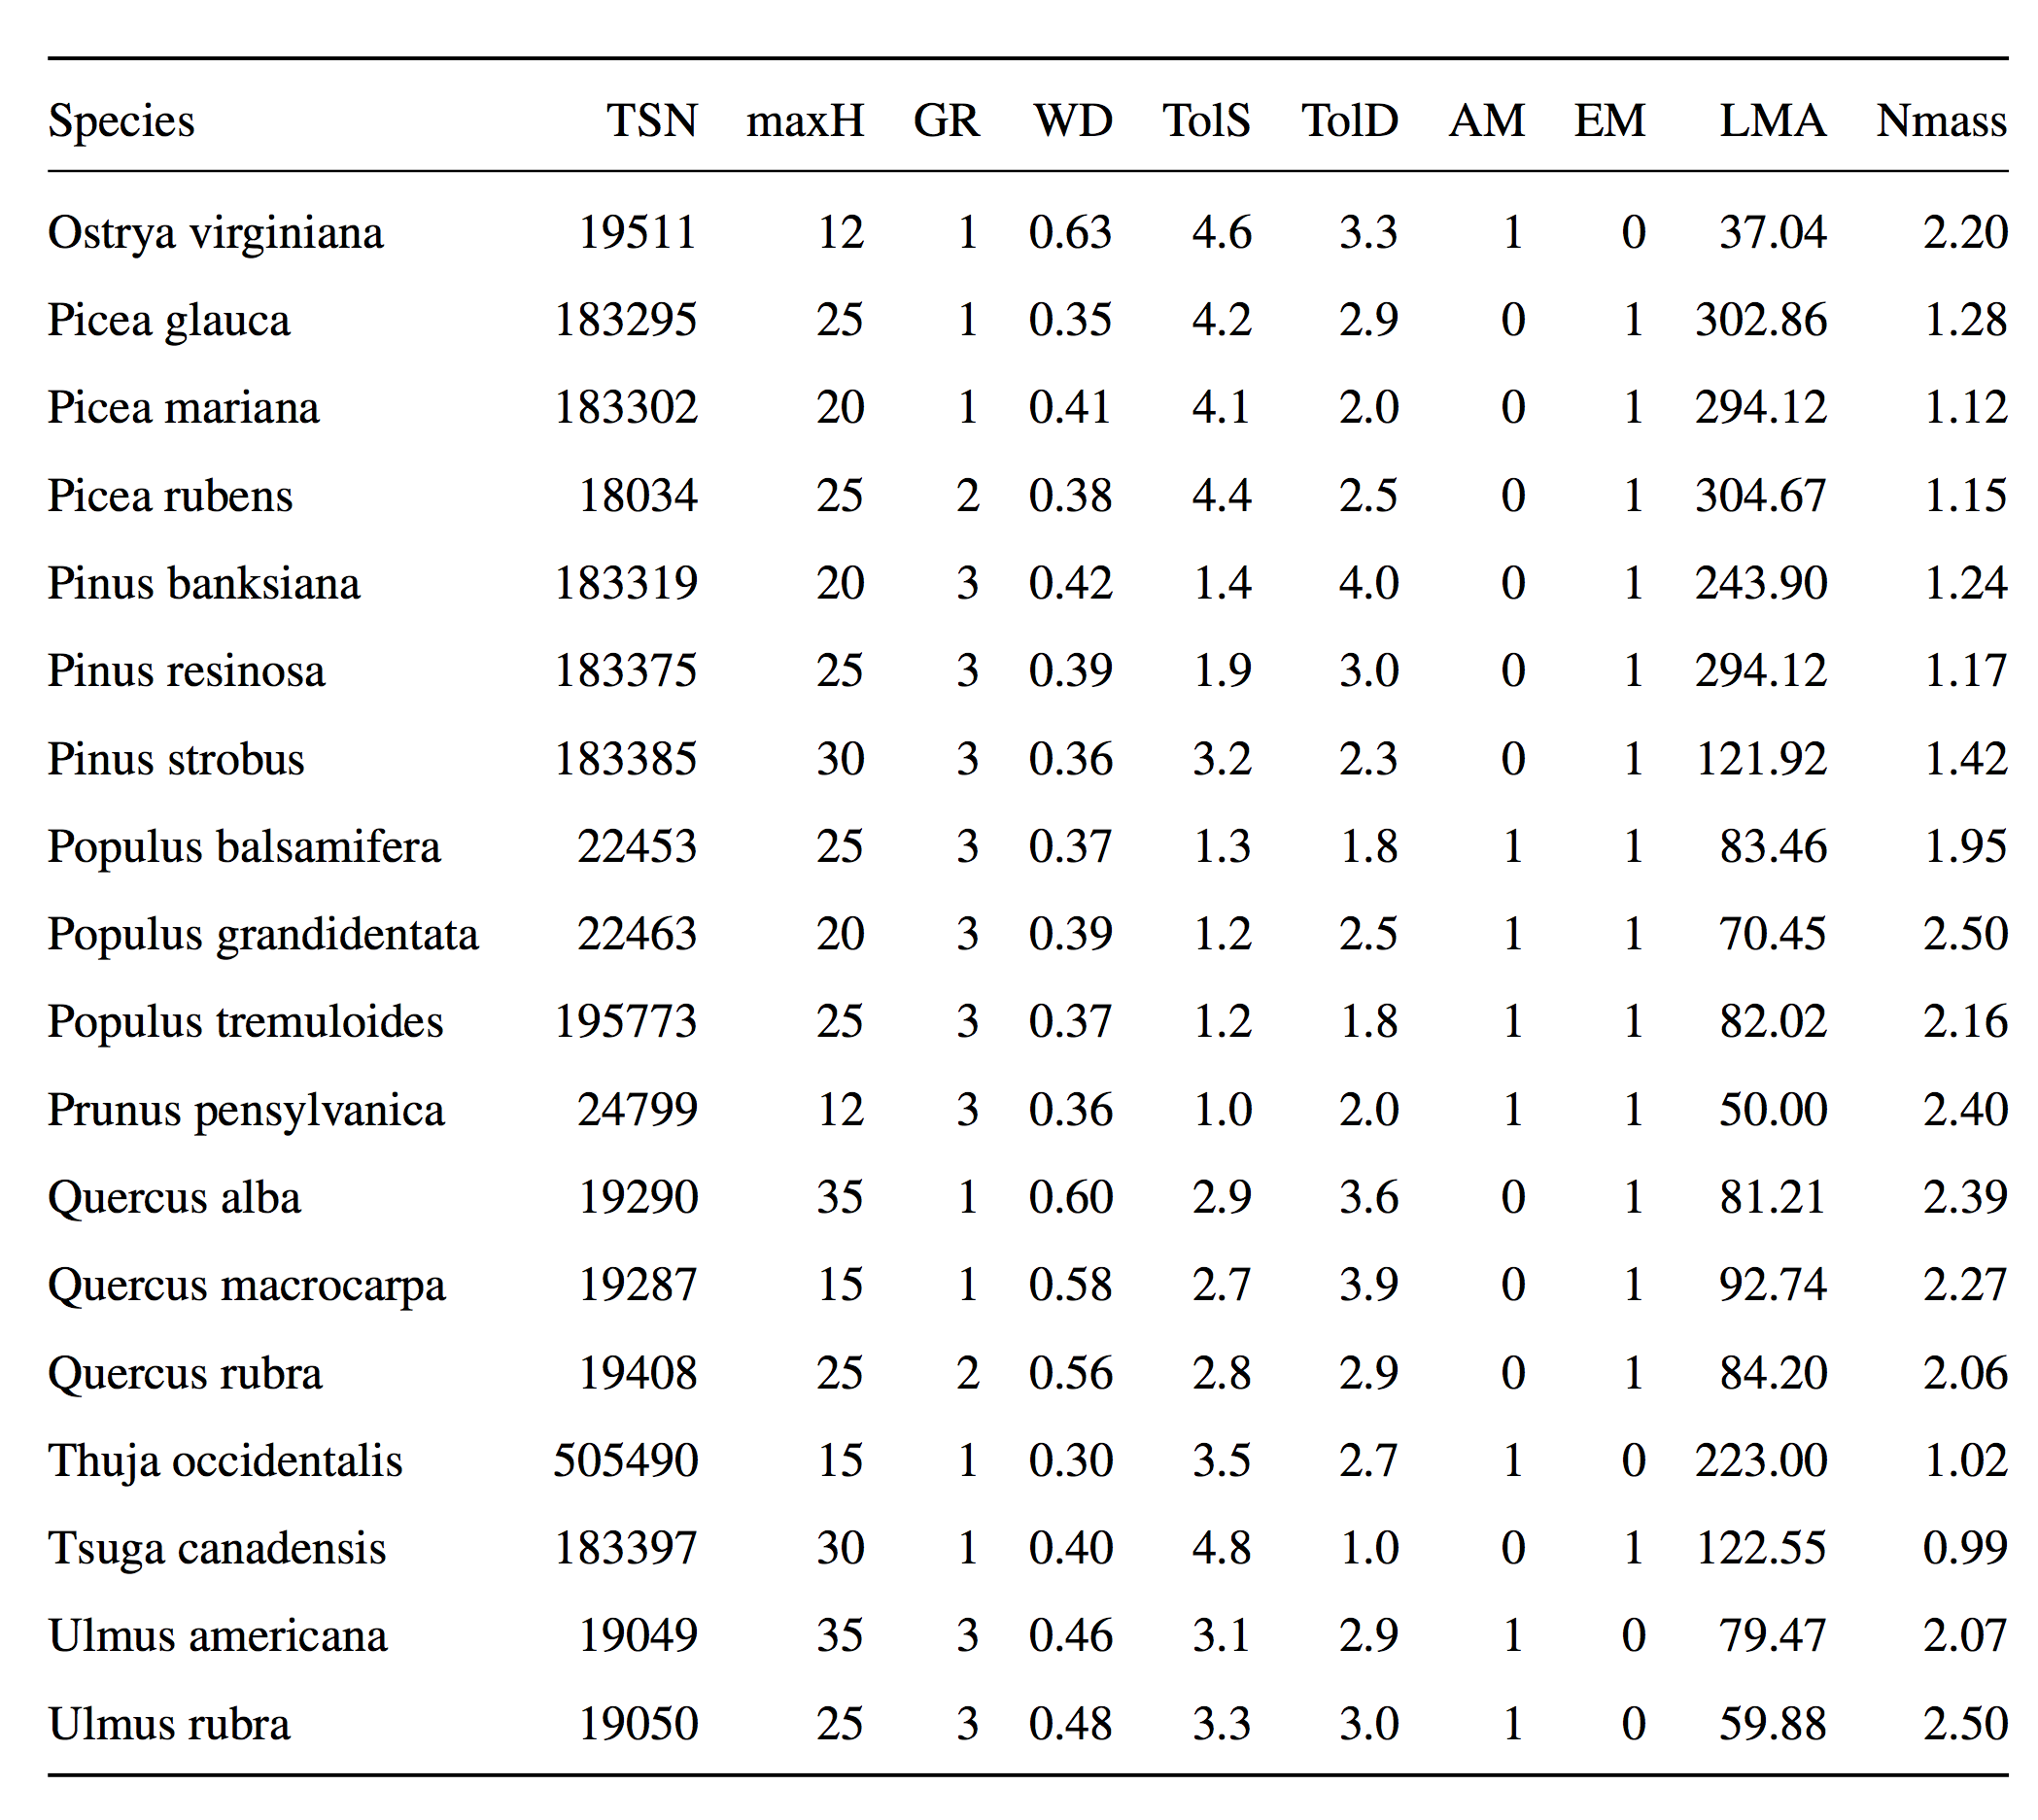 Species TSN maxH GR WD TolS TolD AM EM LMA Nmass
Ostrya virginiana 19511 12 1 0.63 4.6 3.3 1 0 37.04 2.20
Picea glauca 183295 25 1 0.35 4.2 2.9 0 1 302.86 1.28
Picea mariana 183302 20 1 0.41 4.1 2.0 0 1 294.12 1.12
Picea rubens 18034 25 2 0.38 4.4 2.5 0 1 304.67 1.15
Pinus banksiana 183319 20 3 0.42 1.4 4.0 0 1 243.90 1.24
Pinus resinosa 183375 25 3 0.39 1.9 3.0 0 1 294.12 1.17
Pinus strobus 183385 30 3 0.36 3.2 2.3 0 1 121.92 1.42
Populus balsamifera 22453 25 3 0.37 1.3 1.8 1 1 83.46 1.95
Populus grandidentata 22463 20 3 0.39 1.2 2.5 1 1 70.45 2.50
Populus tremuloides 195773 25 3 0.37 1.2 1.8 1 1 82.02 2.16
Prunus pensylvanica 24799 12 3 0.36 1.0 2.0 1 1 50.00 2.40
Quercus alba 19290 35 1 0.60 2.9 3.6 0 1 81.21 2.39
Quercus macrocarpa 19287 15 1 0.58 2.7 3.9 0 1 92.74 2.27
Quercus rubra 19408 25 2 0.56 2.8 2.9 0 1 84.20 2.06
Thuja occidentalis 505490 15 1 0.30 3.5 2.7 1 0 223.00 1.02
Tsuga canadensis 183397 30 1 0.40 4.8 1.0 0 1 122.55 0.99
Ulmus americana 19049 35 3 0.46 3.1 2.9 1 0 79.47 2.07
Ulmus rubra 19050 25 3 0.48 3.3 3.0 1 0 59.88 2.50